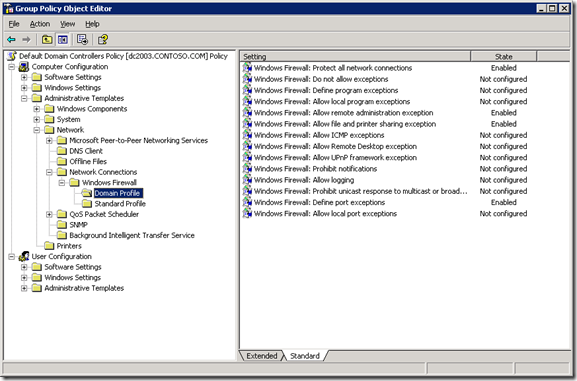 Group Policy Object Editor
File Action View Help
Default Domain Controllers Policy [dc2003.CONTOSO.COM] Policy
Computer Configuration
Software Settings
Windows Settings
Administrative Templates
Windows Components
System
Network
Microsoft Peer-to-Peer Networking Services
DNS Client
Offline Files
Network Connections
Windows Firewall
Domain Profile
Standard Profile
QoS Packet Scheduler
SNMP
Background Intelligent Transfer Service
Printers
User Configuration
Software Settings
Windows Settings
Administrative Templates
Setting State
Windows Firewall: Protect all network connections Enabled
Windows Firewall: Do not allow exceptions Not configured
Windows Firewall: Define program exceptions Not configured
Windows Firewall: Allow local program exceptions Not configured
Windows Firewall: Allow remote administration exception Enabled
Windows Firewall: Allow file and printer sharing exception Enabled
Windows Firewall: Allow ICMP exceptions Not configured
Windows Firewall: Allow Remote Desktop exception Not configured
Windows Firewall: Allow UPnP framework exception Not configured
Windows Firewall: Prohibit notifications Not configured
Windows Firewall: Allow logging Not configured
Windows Firewall: Prohibit unicast response to multicast or broad... Not configured
Windows Firewall: Define port exceptions Enabled
Windows Firewall: Allow local port exceptions Not configured
Extended Standard